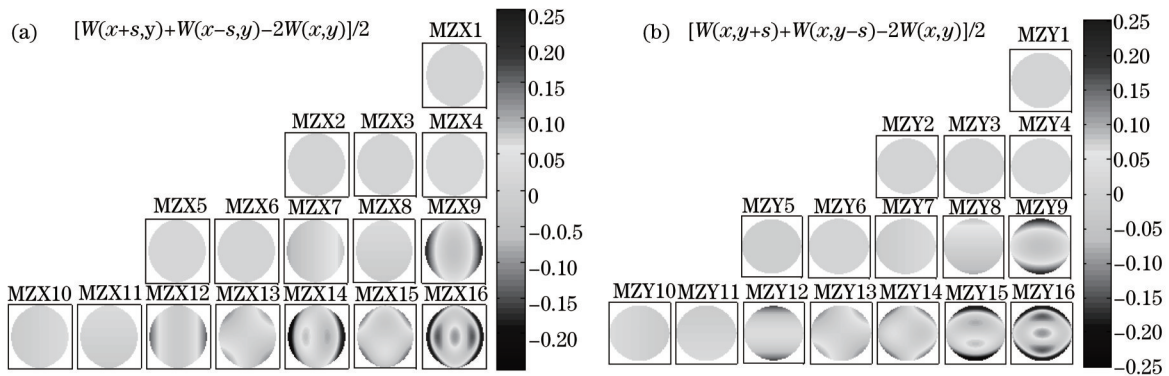 (a) [W(x+s,y)+W(x-s,y)-2W(x,y)]/2
MZX1
MZX2 MZX3 MZX4
MZX5 MZX6 MZX7 MZX8 MZX9
MZX10 MZX11 MZX12 MZX13 MZX14 MZX15 MZX16
0.25
0.20
0.15
0.10
0.05
0
-0.05
-0.10
-0.15
-0.20
(b) [W(x,y+s)+W(x,y-s)-2W(x,y)]/2
MZY1
MZY2 MZY3 MZY4
MZY5 MZY6 MZY7 MZY8 MZY9
MZY10 MZY11 MZY12 MZY13 MZY14 MZY15 MZY16
0.25
0.20
0.15
0.10
0.05
0
-0.05
-0.10
-0.15
-0.20
-0.25